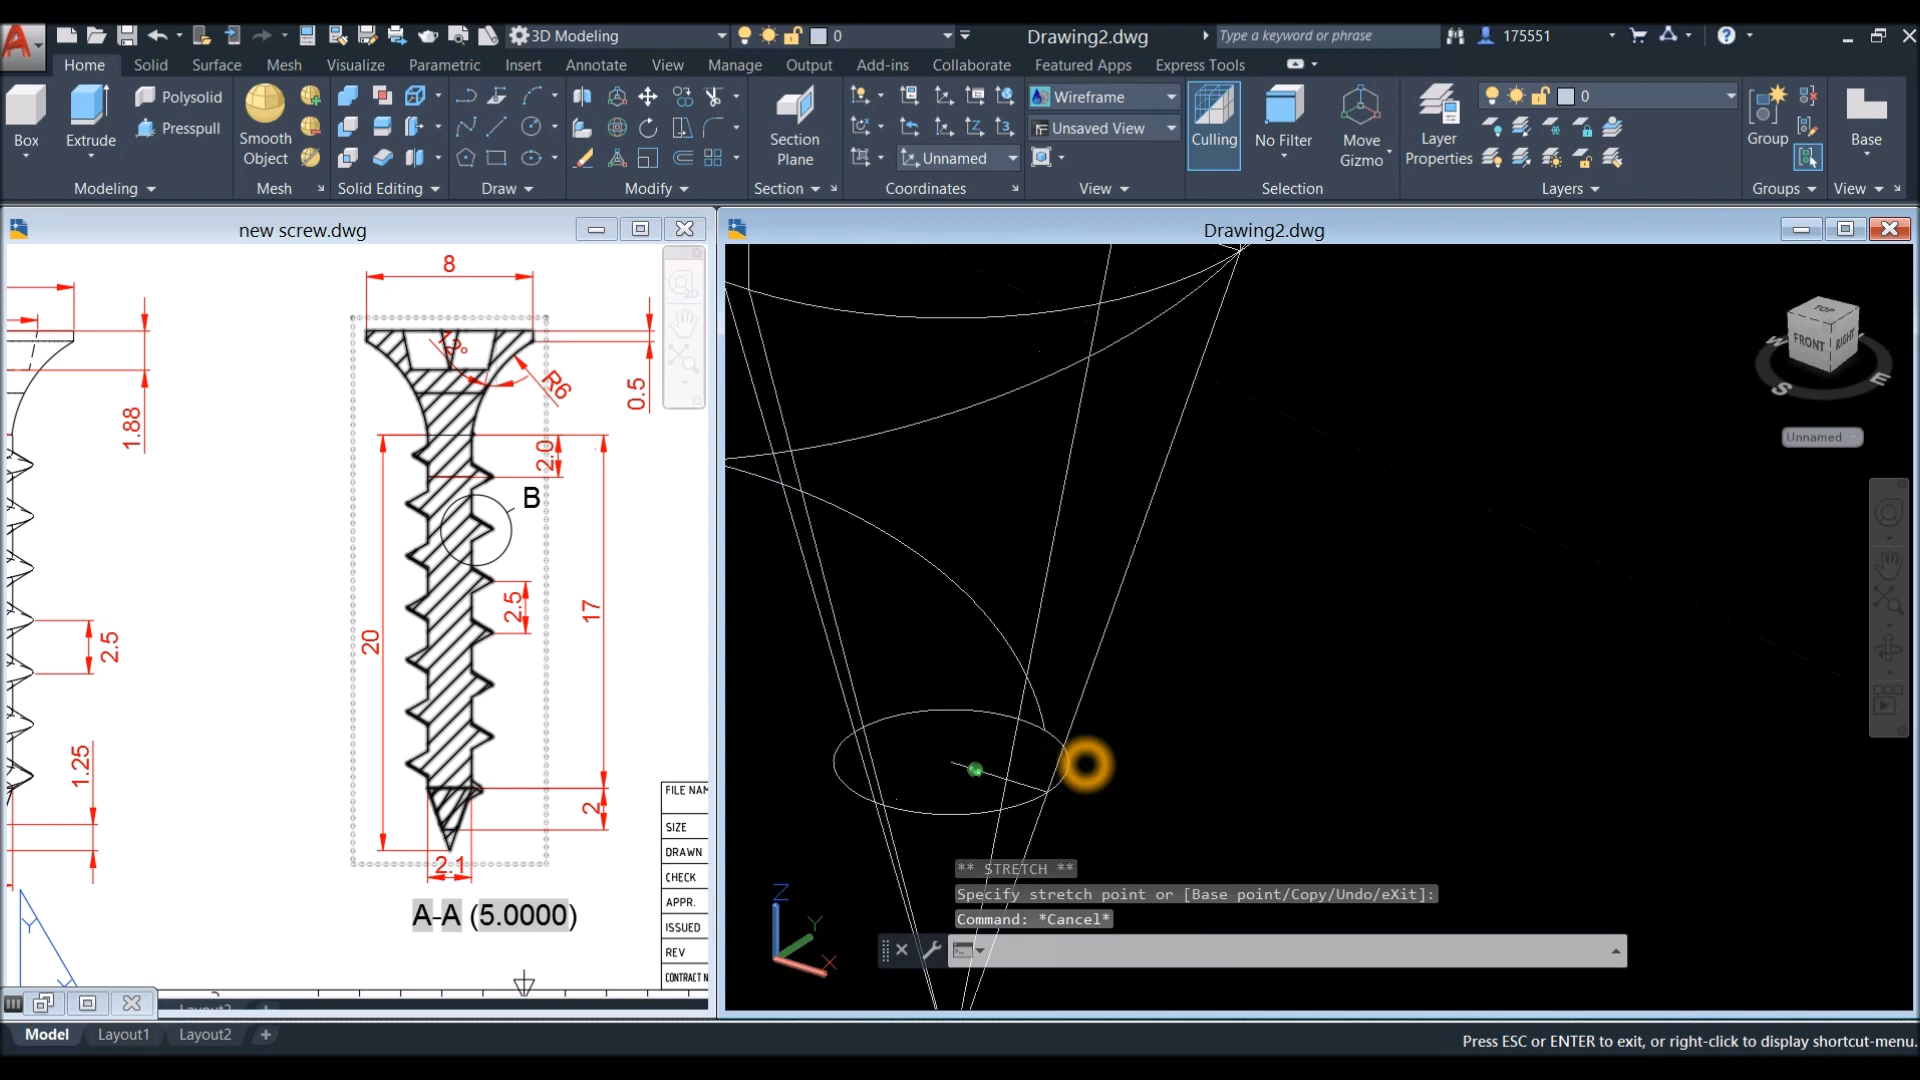 3D Modeling
0
Drawing2.dwg
Type a keyword or phrase
175551
Home
Solid
Surface
Mesh
Visualize
Parametric
Insert
Annotate
View
Manage
Output
Add-ins
Collaborate
Featured Apps
Express Tools
Box
Extrude
Polysolid
Presspull
Smooth
Object
Section
Plane
Unnamed
Wireframe
Unsaved View
Culling
No Filter
Move
Gizmo
Layer
Properties
0
Group
Base
Modeling
Mesh
Solid Editing
Draw
Modify
Section
Coordinates
View
Selection
Layers
Groups
View
new screw.dwg
Drawing2.dwg
8
12°
R6
0.5
1.88
2.0
B
2.5
17
20
2.5
1.25
2
2.1
A-A (5.0000)
FILE NAM
SIZE
DRAWN
CHECK
APPR.
ISSUED
REV
CONTRACT N
TOP
FRONT
RIGHT
W
S
E
Unnamed
** STRETCH **
Specify stretch point or [Base point/Copy/Undo/eXit]:
Command: *Cancel*
Z
Y
X
Y
Layout2
Model
Layout1
Layout2
Press ESC or ENTER to exit, or right-click to display shortcut-menu.